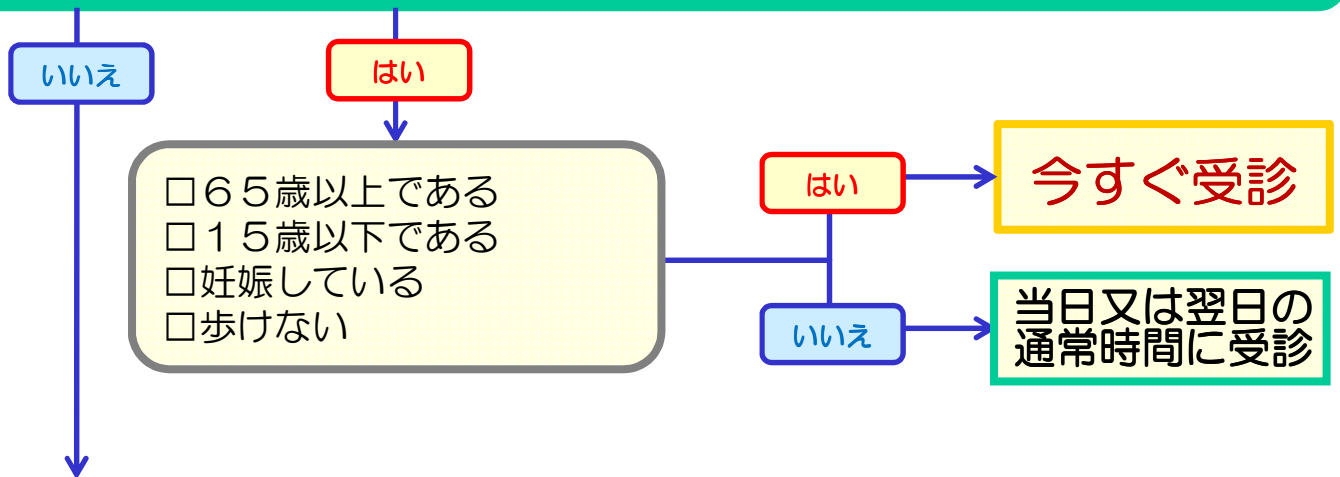 いいえ
はい
□６５歳以上である
□１５歳以下である
□妊娠している
□歩けない
はい
今すぐ受診
いいえ
当日又は翌日の
通常時間に受診